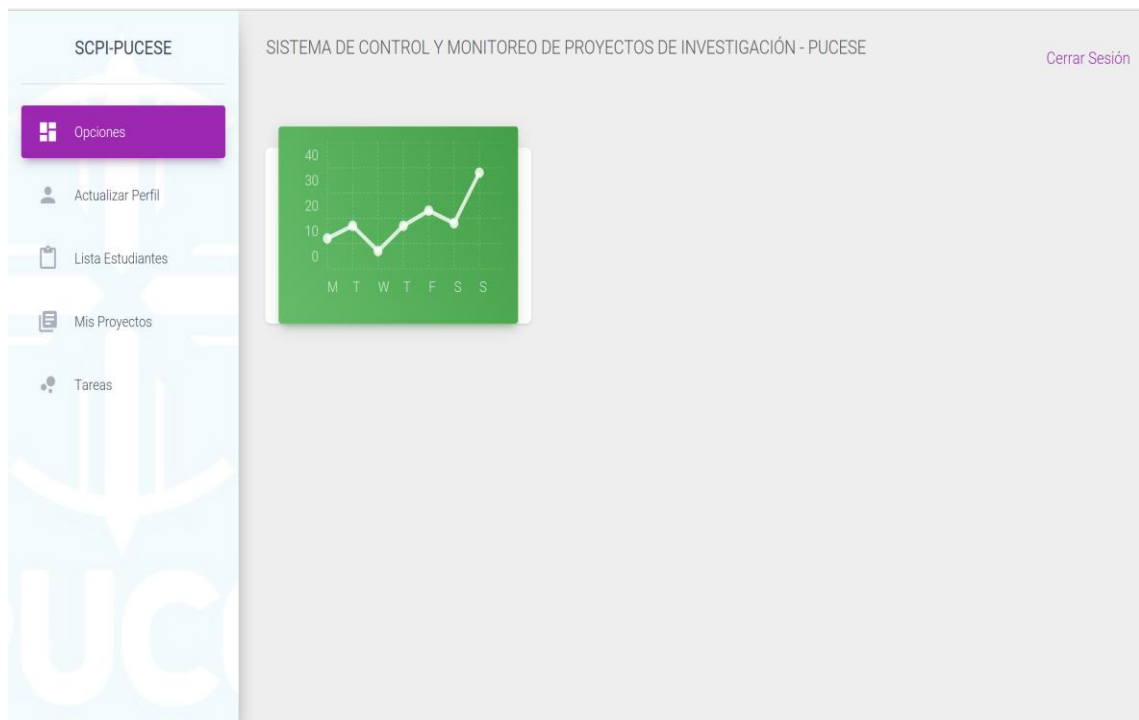 SCPI-PUCESE
SISTEMA DE CONTROL Y MONITOREO DE PROYECTOS DE INVESTIGACIÓN - PUCESE
Cerrar Sesión
Opciones
Actualizar Perfil
Lista Estudiantes
Mis Proyectos
Tareas
40
30
20
10
0
M T W T F S S
PUCE